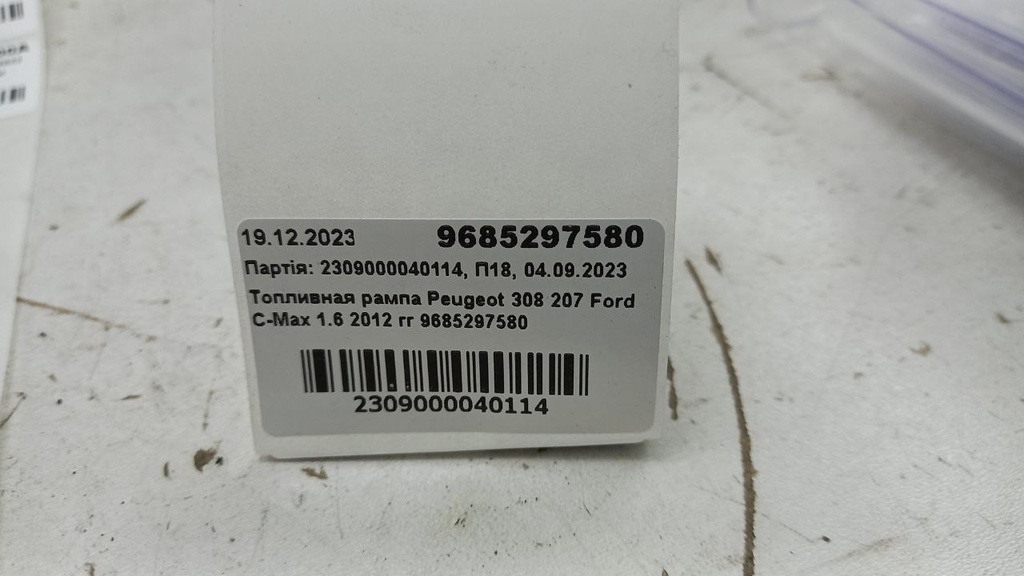 19.12.2023 9685297580
Партія: 2309000040114, П18, 04.09.2023
Топливная рампа Peugeot 308 207 Ford
C-Max 1.6 2012 гг 9685297580
2309000040114